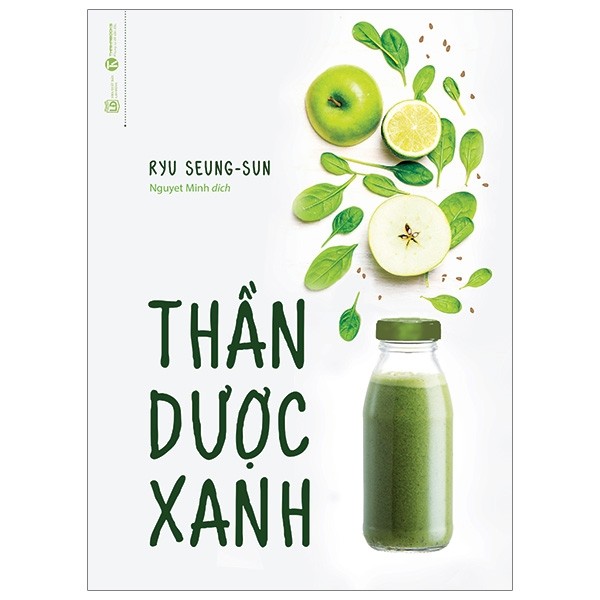 RYU SEUNG-SUN
Nguyet Minh dịch
THẦN
DƯỢC
XANH